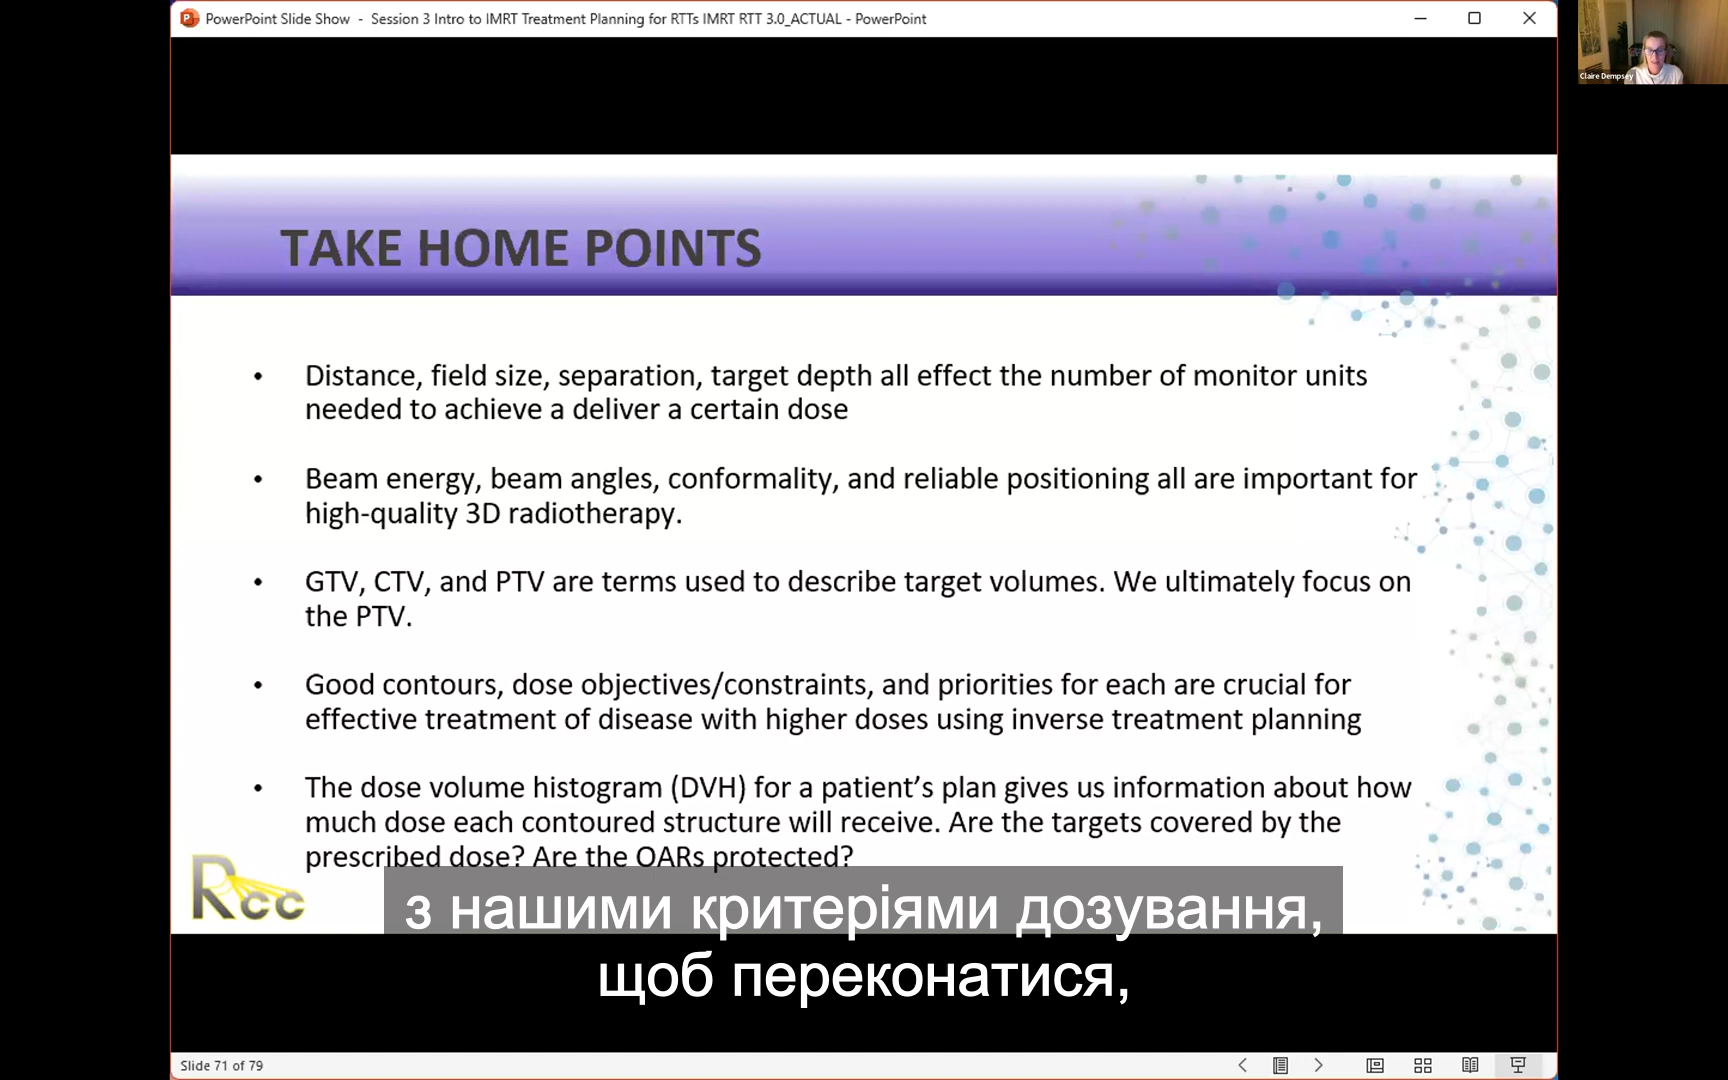 PowerPoint Slide Show - Session 3 Intro to IMRT Treatment Planning for RTTs IMRT RTT 3.0_ACTUAL - PowerPoint
Claire Dempsey
TAKE HOME POINTS
• Distance, field size, separation, target depth all effect the number of monitor units
needed to achieve a deliver a certain dose
• Beam energy, beam angles, conformality, and reliable positioning all are important for
high-quality 3D radiotherapy.
• GTV, CTV, and PTV are terms used to describe target volumes. We ultimately focus on
the PTV.
• Good contours, dose objectives/constraints, and priorities for each are crucial for
effective treatment of disease with higher doses using inverse treatment planning
• The dose volume histogram (DVH) for a patient’s plan gives us information about how
much dose each contoured structure will receive. Are the targets covered by the
prescribed dose? Are the OARs protected?
Rcc
з нашими критеріями дозування,
щоб переконатися,
Slide 71 of 79